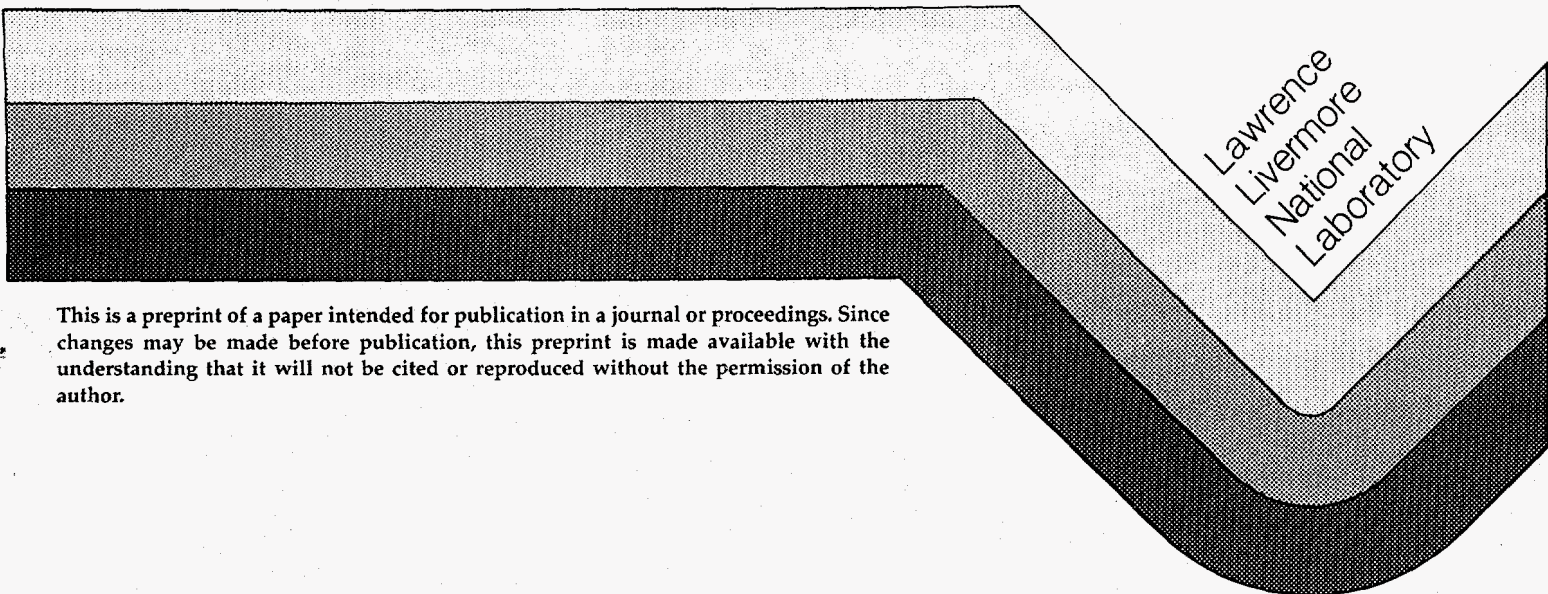 Lawrence
Livermore
National
Laboratory
This is a preprint of a paper intended for publication in a journal or proceedings. Since
changes may be made before publication, this preprint is made available with the
understanding that it will not be cited or reproduced without the permission of the
author.